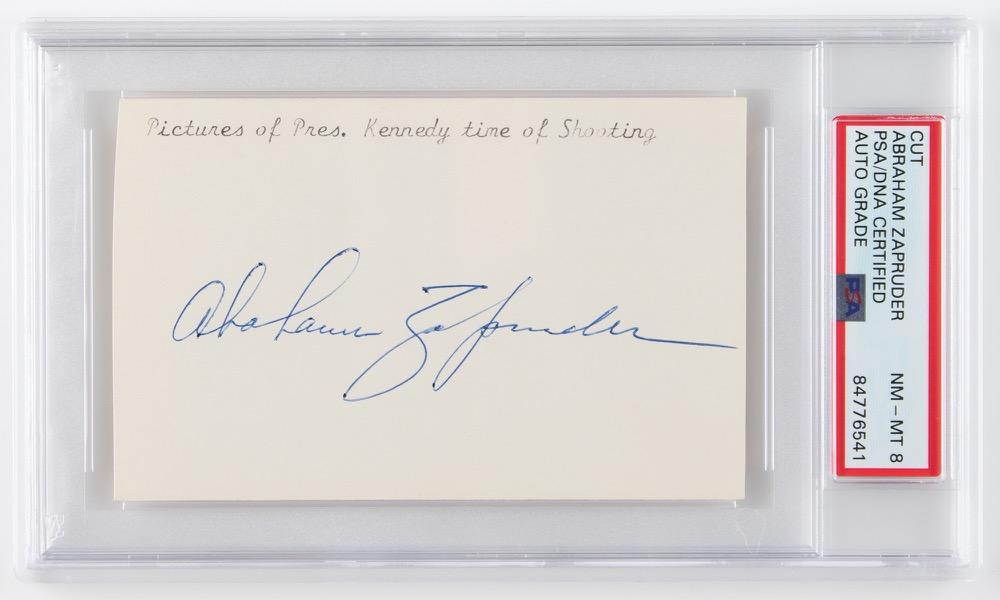 Pictures of Pres. Kennedy time of Shooting
Abraham Zapruder
CUT
ABRAHAM ZAPRUDER NM – MT 8
PSA/DNA CERTIFIED
AUTO GRADE 84776541
PSA